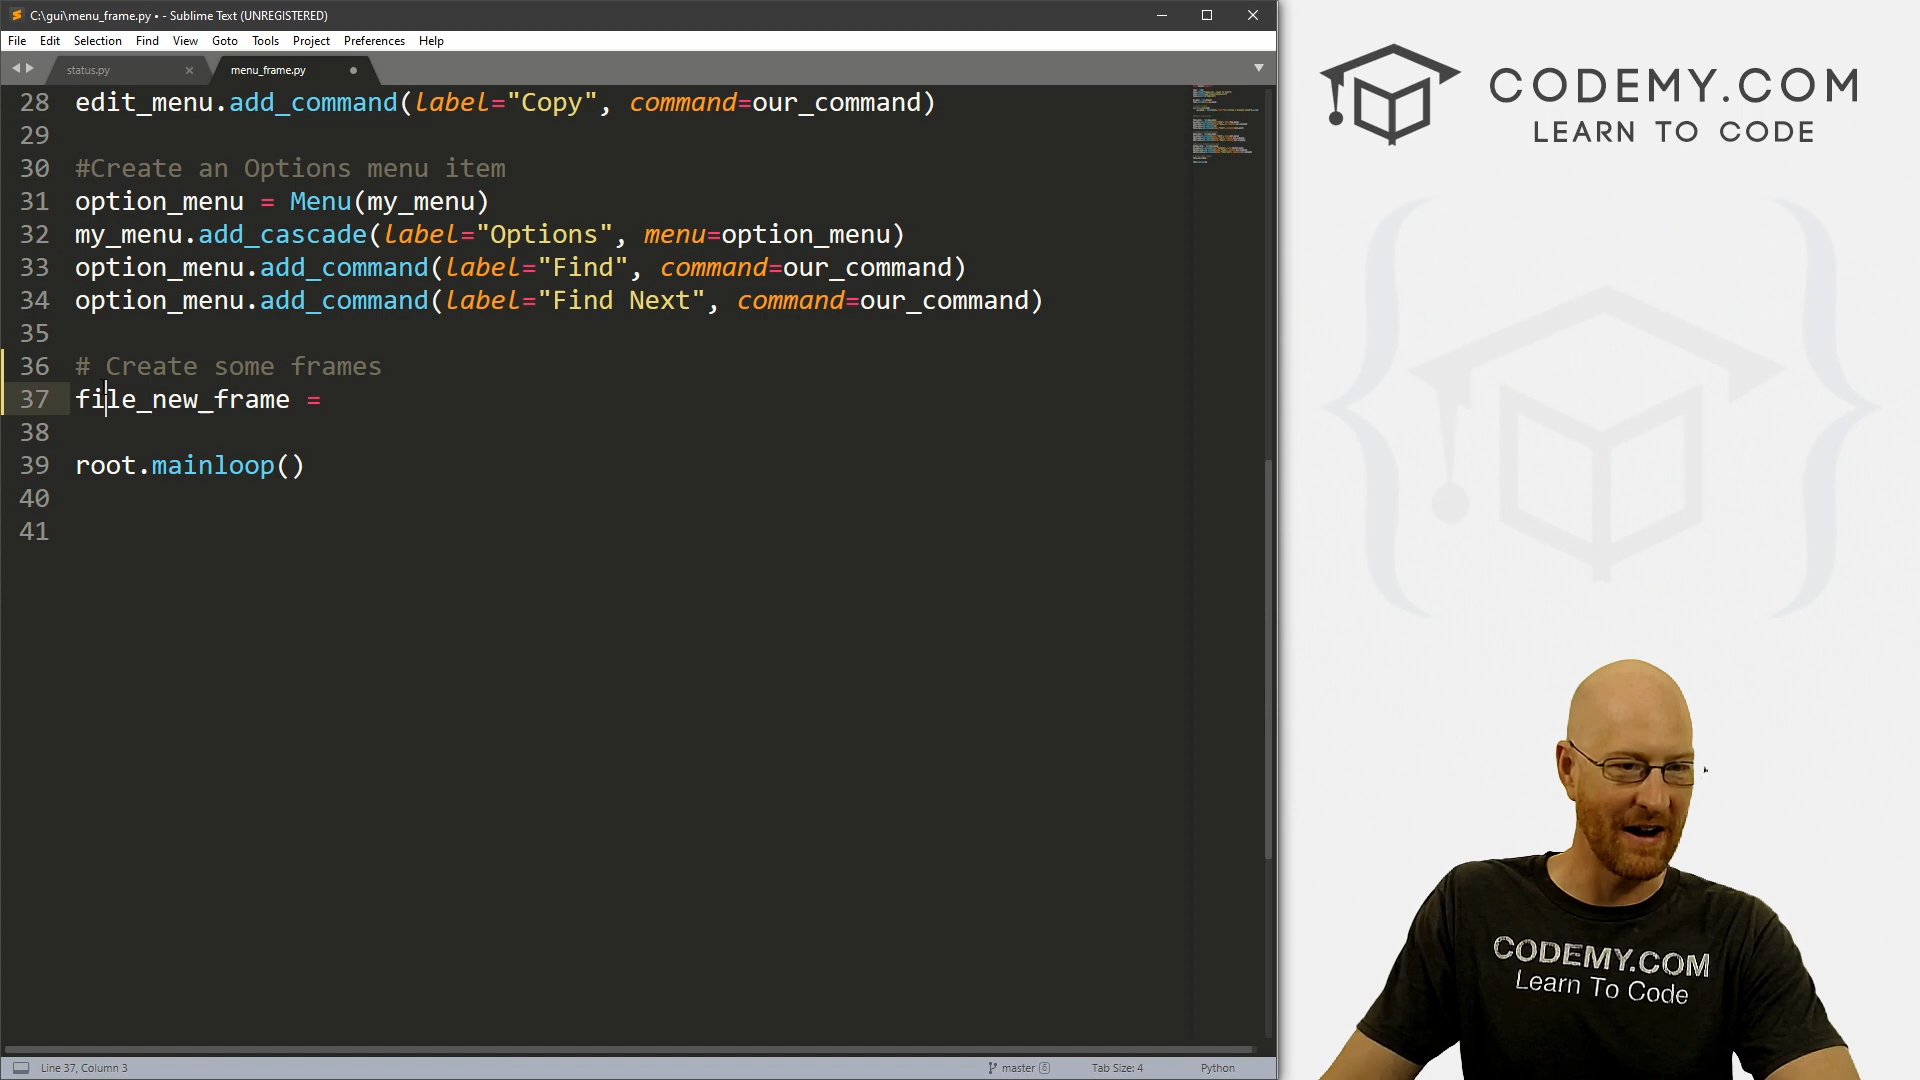 C:\gui\menu_frame.py • - Sublime Text (UNREGISTERED)
File Edit Selection Find View Goto Tools Project Preferences Help
status.py menu_frame.py
28 edit_menu.add_command(label="Copy", command=our_command)
29
30 #Create an Options menu item
31 option_menu = Menu(my_menu)
32 my_menu.add_cascade(label="Options", menu=option_menu)
33 option_menu.add_command(label="Find", command=our_command)
34 option_menu.add_command(label="Find Next", command=our_command)
35
36 # Create some frames
37 file_new_frame =
38
39 root.mainloop()
40
41
Line 37, Column 3 master 6 Tab Size: 4 Python
CODEMY.COM
LEARN TO CODE
CODEMY.COM
Learn To Code